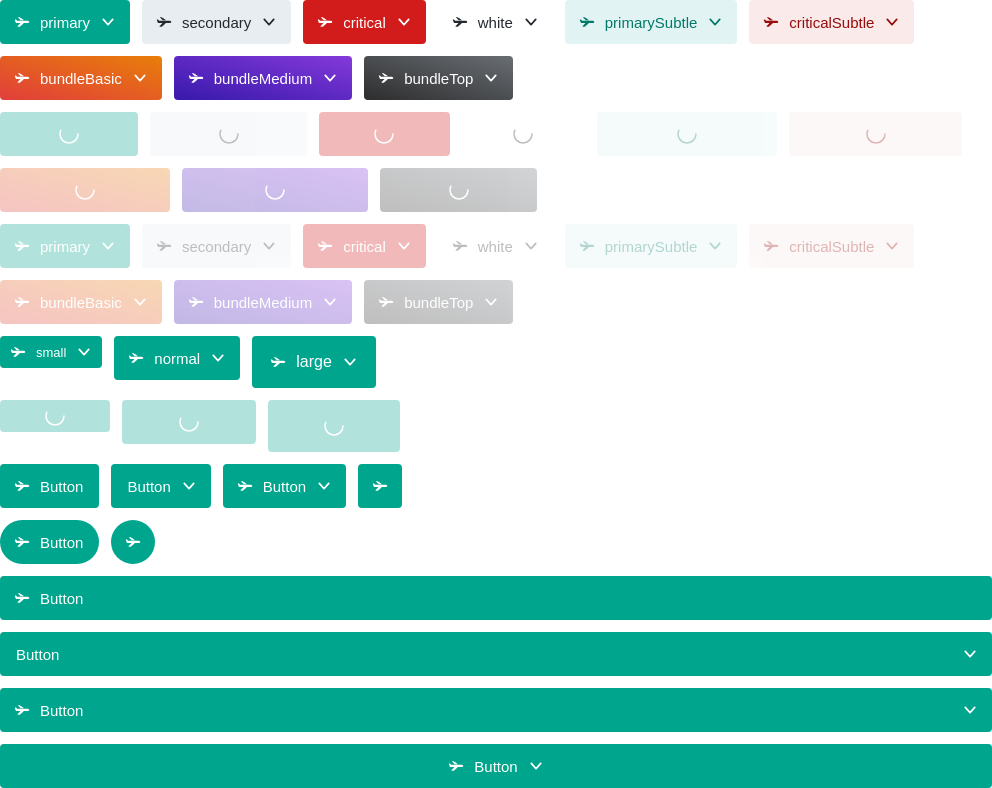 primary secondary critical white primarySubtle criticalSubtle
bundleBasic bundleMedium bundleTop
primary secondary critical white primarySubtle criticalSubtle
bundleBasic bundleMedium bundleTop
small normal large
Button Button Button
Button
Button
Button
Button
Button